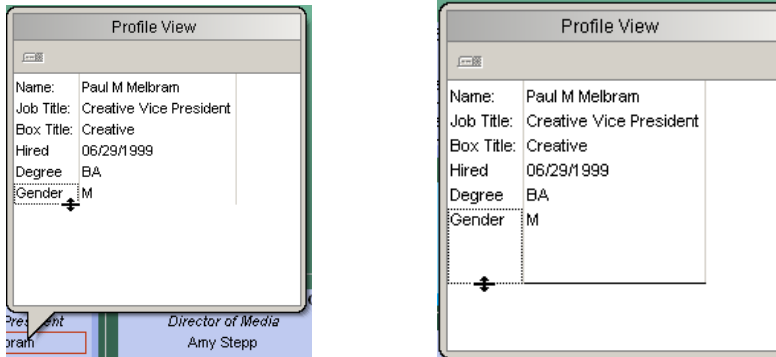 Profile View
Name: Paul M Melbram
Job Title: Creative Vice President
Box Title: Creative
Hired 06/29/1999
Degree BA
Gender M
Director of Media
Amy Stepp
Profile View
Name: Paul M Melbram
Job Title: Creative Vice President
Box Title: Creative
Hired 06/29/1999
Degree BA
Gender M